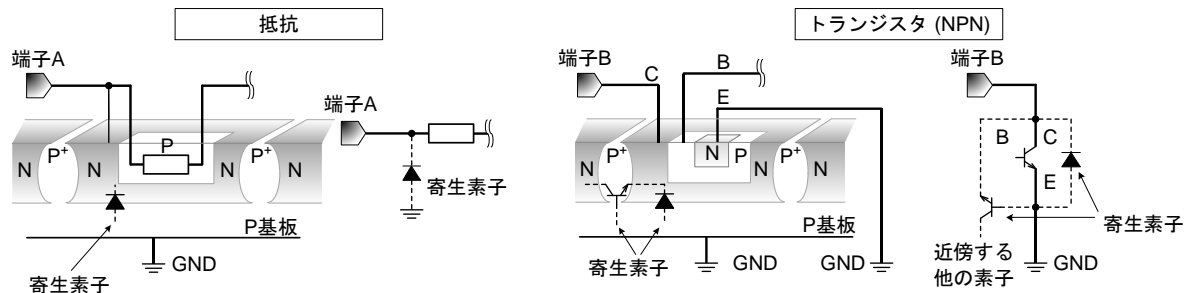 抵抗
端子A
N
P+
N
P
N
P+
N
P基板
寄生素子
GND
端子A
寄生素子
トランジスタ (NPN)
端子B
C
B
E
N
P+
N
N
P
N
P+
N
P基板
寄生素子
GND
GND
端子B
B
C
E
寄生素子
近傍する
他の素子
GND